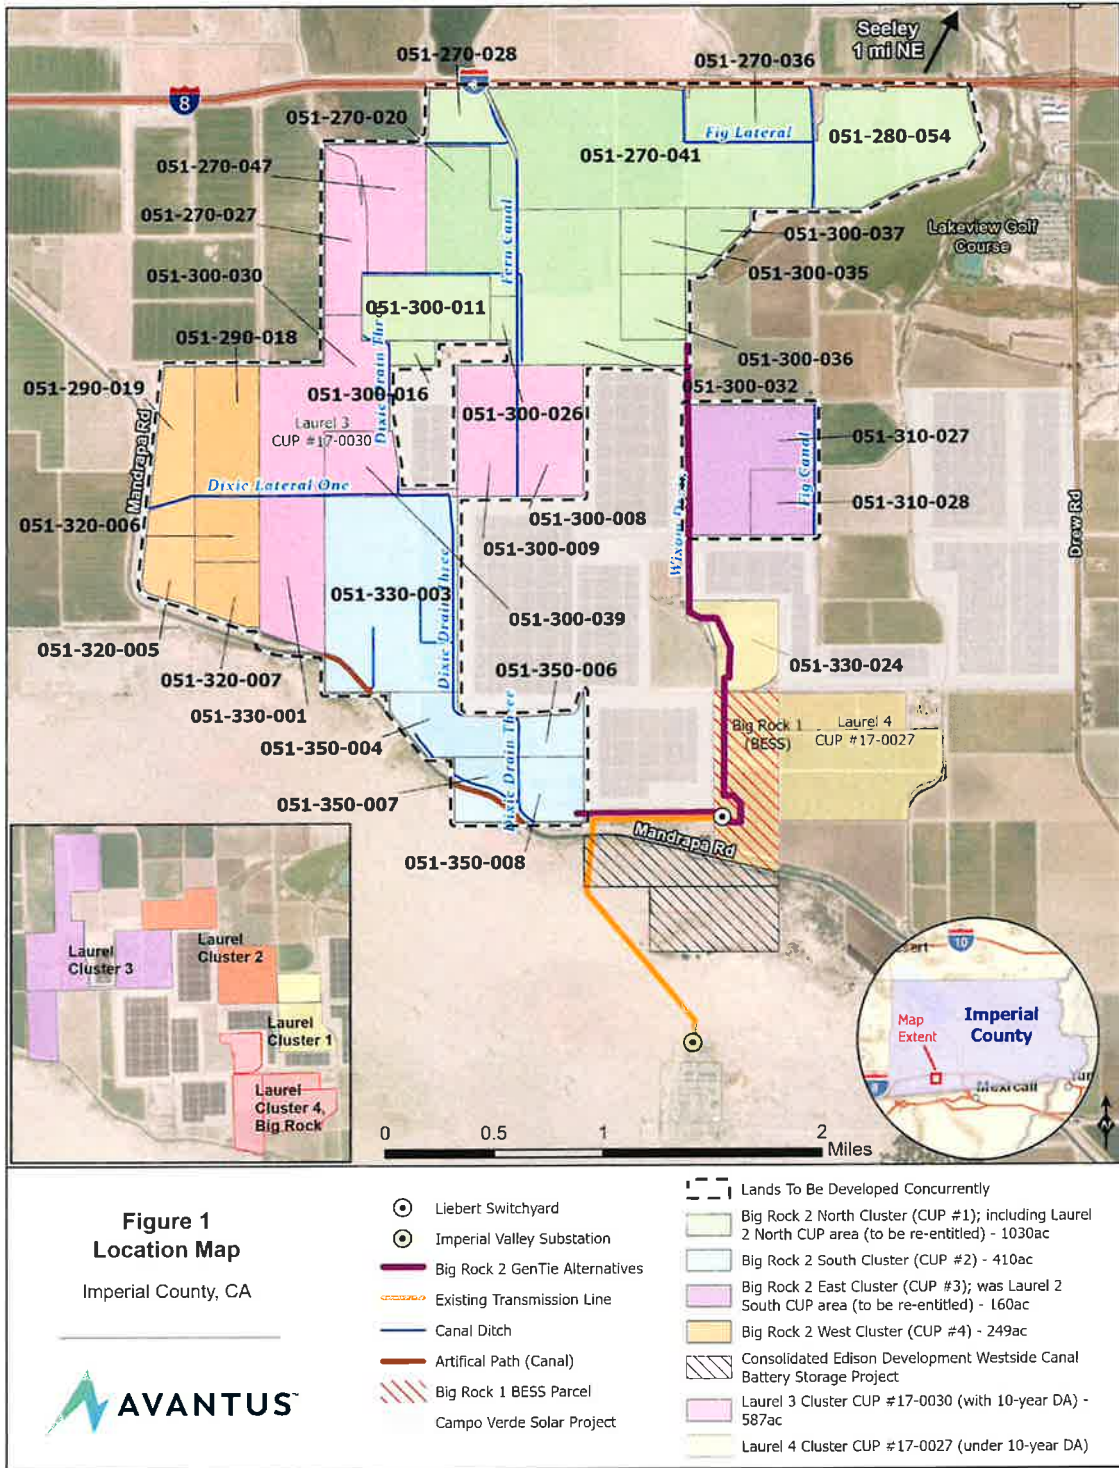 Seeley
1 mi NE
051-270-028
051-270-036
8
051-270-020
Fig Lateral
051-280-054
051-270-041
051-270-047
051-270-027
Fern Canal
051-300-037
Lakeview Golf
Course
051-300-030
051-300-035
051-300-011
051-290-018
051-300-036
051-290-019
051-300-032
051-300-016
051-300-026
Laurel 3
CUP #17-0030
Mandrapa Rd
051-310-027
Fig Canal
Dixie Lateral One
051-310-028
051-320-006
051-300-008
051-300-009
Drew Rd
051-330-003
051-300-039
Dixie Drain Three
051-320-005
051-350-006
051-330-024
051-320-007
051-330-001
051-350-004
Big Rock 1
(BESS)
Laurel 4
CUP #17-0027
Dixie Drain Three
051-350-007
Mandrapa Rd
051-350-008
Laurel
Cluster 3
Laurel
Cluster 2
Laurel
Cluster 1
Laurel
Cluster 4,
Big Rock
10
Imperial
County
Map
Extent
Mexicali
N
0 0.5 1 2
Miles
Figure 1
Location Map
Imperial County, CA
AVANTUS™
Liebert Switchyard
Imperial Valley Substation
Big Rock 2 GenTie Alternatives
Existing Transmission Line
Canal Ditch
Artifical Path (Canal)
Big Rock 1 BESS Parcel
Campo Verde Solar Project
Lands To Be Developed Concurrently
Big Rock 2 North Cluster (CUP #1); including Laurel
2 North CUP area (to be re-entitled) - 1030ac
Big Rock 2 South Cluster (CUP #2) - 410ac
Big Rock 2 East Cluster (CUP #3); was Laurel 2
South CUP area (to be re-entitled) - 160ac
Big Rock 2 West Cluster (CUP #4) - 249ac
Consolidated Edison Development Westside Canal
Battery Storage Project
Laurel 3 Cluster CUP #17-0030 (with 10-year DA) -
587ac
Laurel 4 Cluster CUP #17-0027 (under 10-year DA)